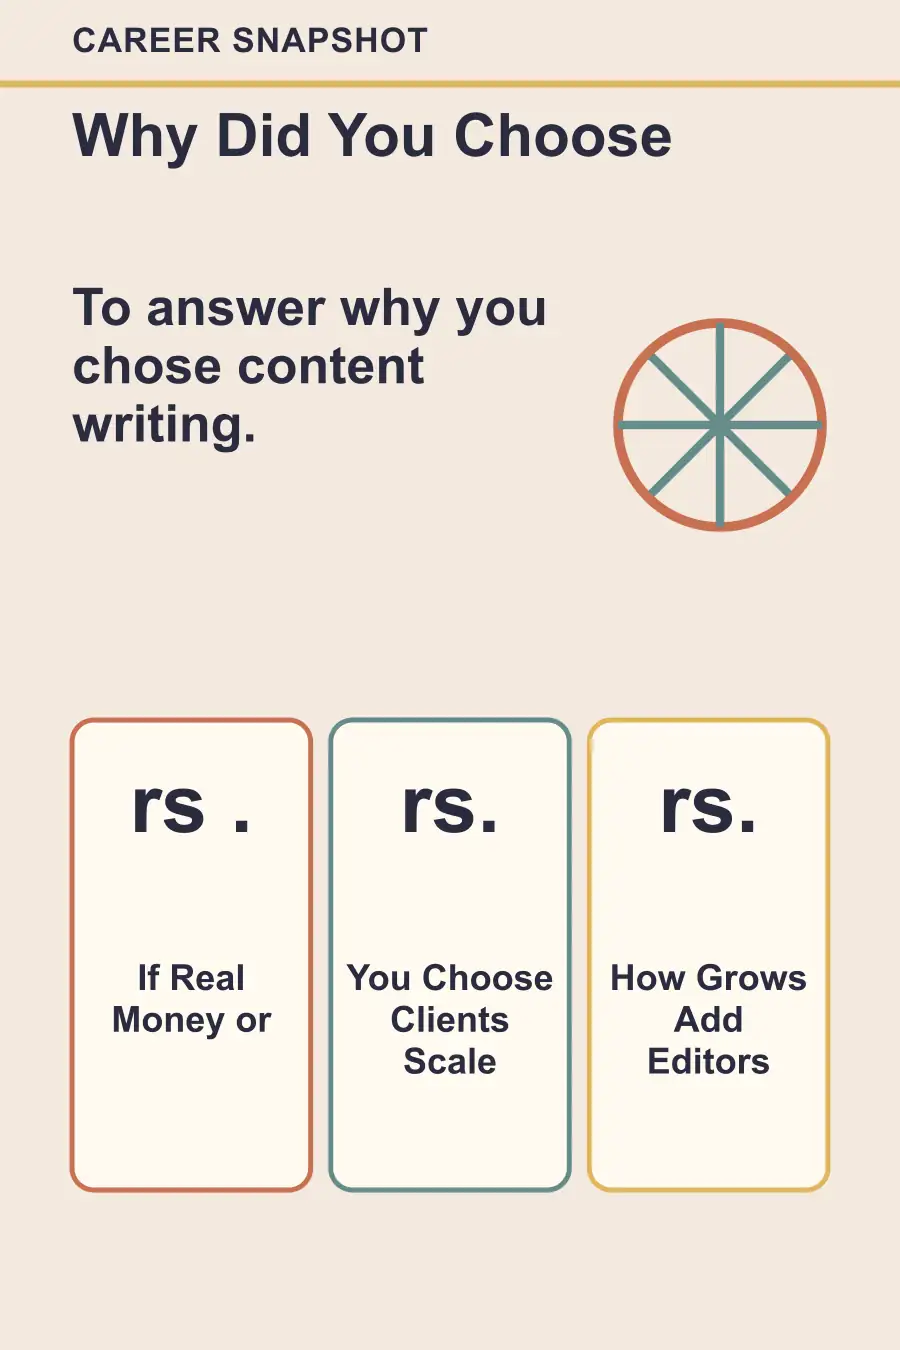 CAREER SNAPSHOT
Why Did You Choose
To answer why you
chose content
writing.
rs .
If Real
Money or
rs.
You Choose
Clients
Scale
rs.
How Grows
Add
Editors